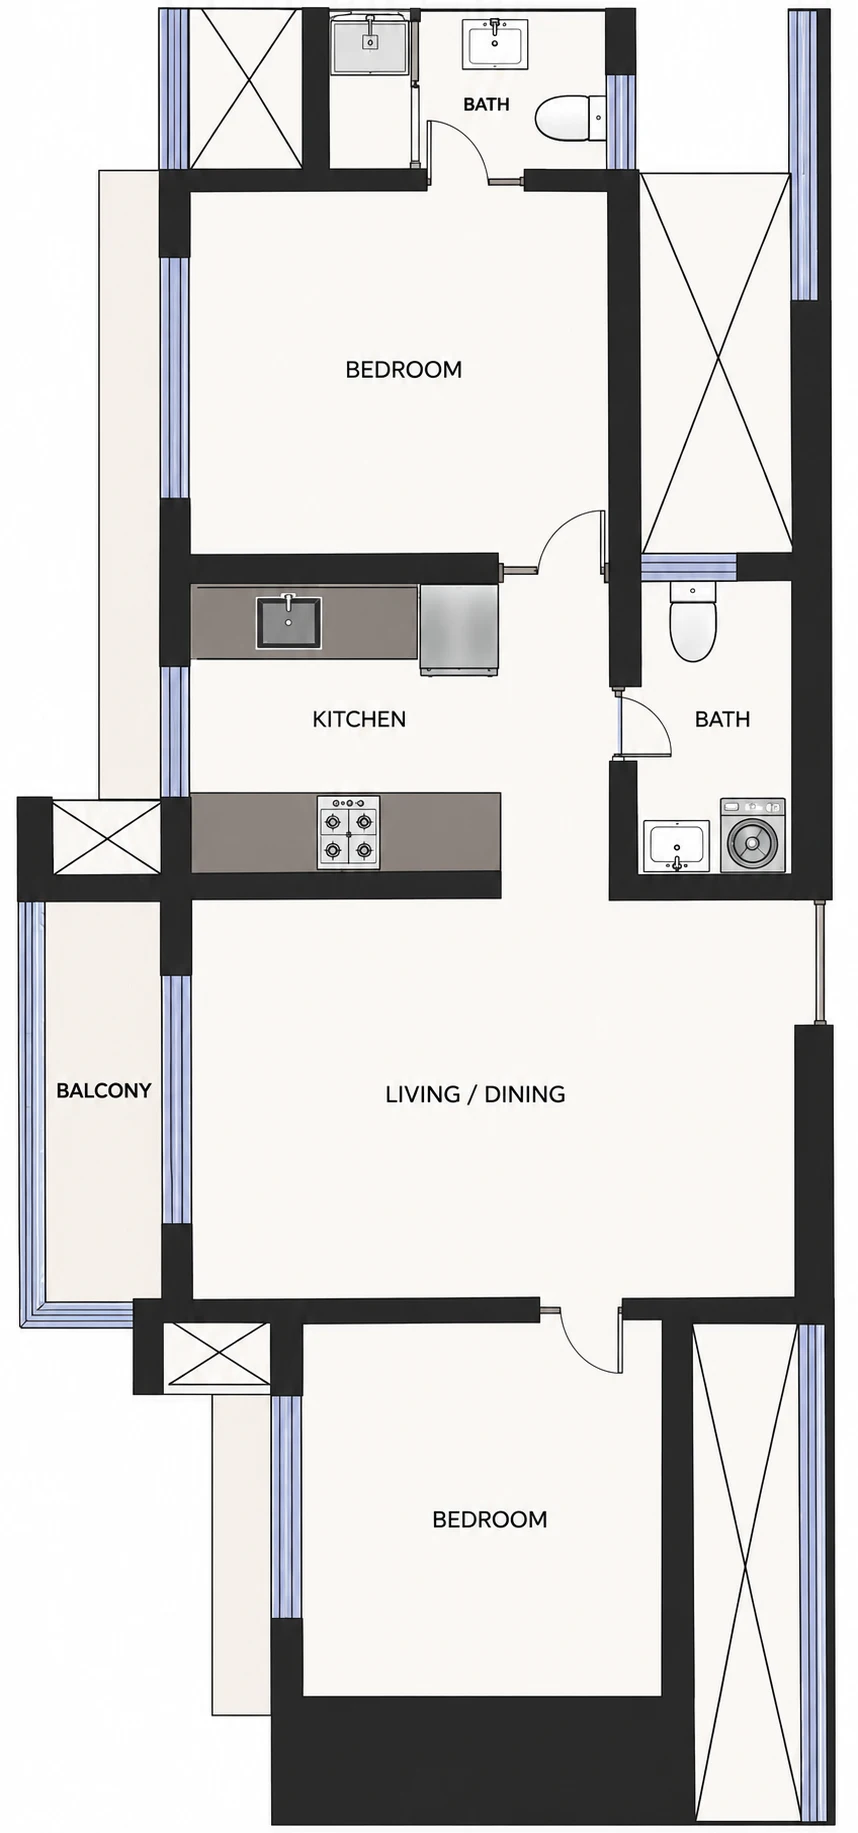 BATH
BEDROOM
KITCHEN
BATH
BALCONY
LIVING / DINING
BEDROOM